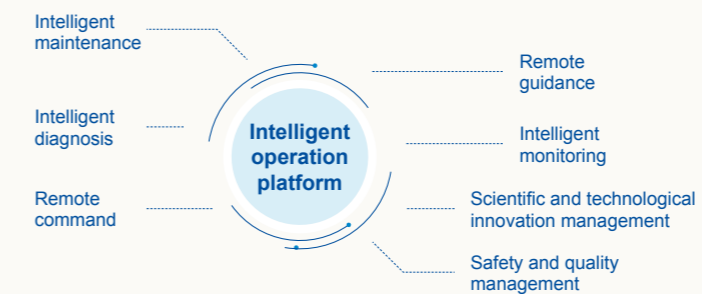 Intelligent
maintenance
Intelligent
diagnosis
Remote
command
Intelligent
operation
platform
Remote
guidance
Intelligent
monitoring
Scientific and technological
innovation management
Safety and quality
management